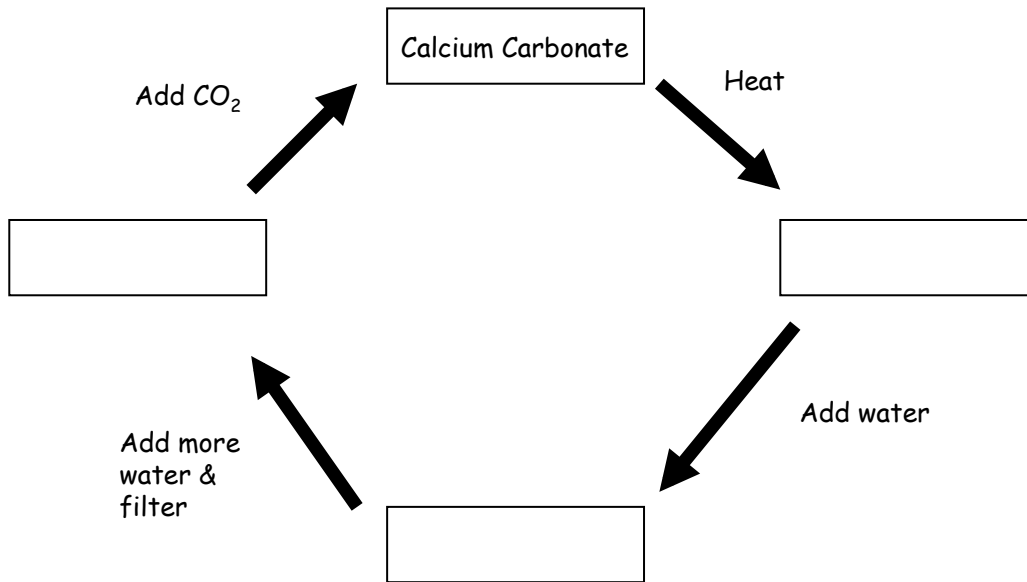 Calcium Carbonate
Heat
Add CO₂
Add water
Add more
water &
filter